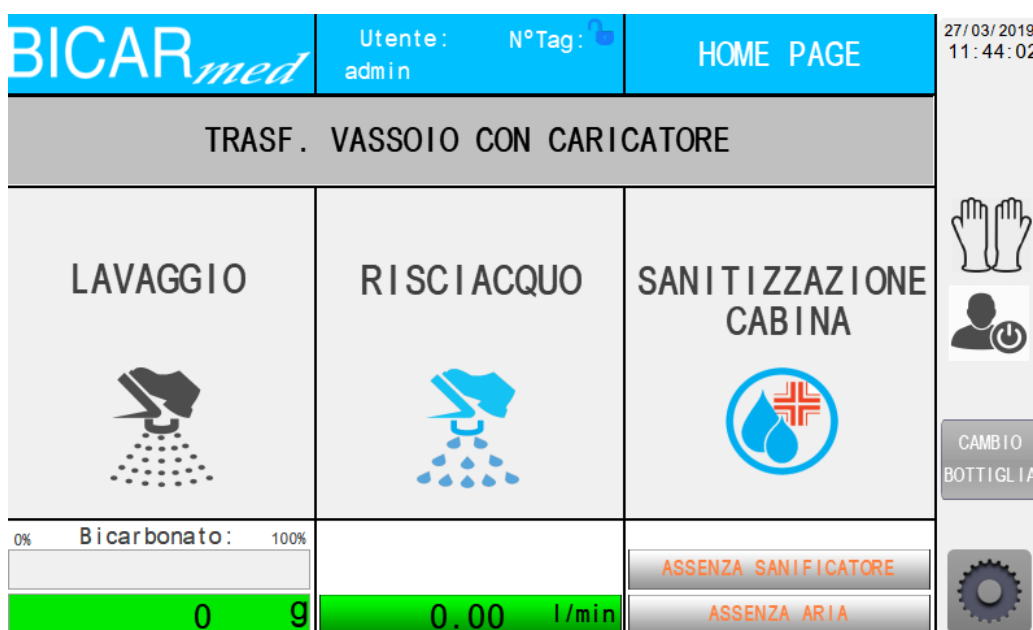 BICARmed
Utente: N°Tag:
admin
HOME PAGE
27/03/2019
11:44:02
TRASF. VASSOIO CON CARICATORE
LAVAGGIO
RISCIACQUO
SANITIZZAZIONE
CABINA
CAMBIO
BOTTIGLIA
0% Bicarbonato: 100%
0 g
0.00 l/min
ASSENZA SANIFICATORE
ASSENZA ARIA